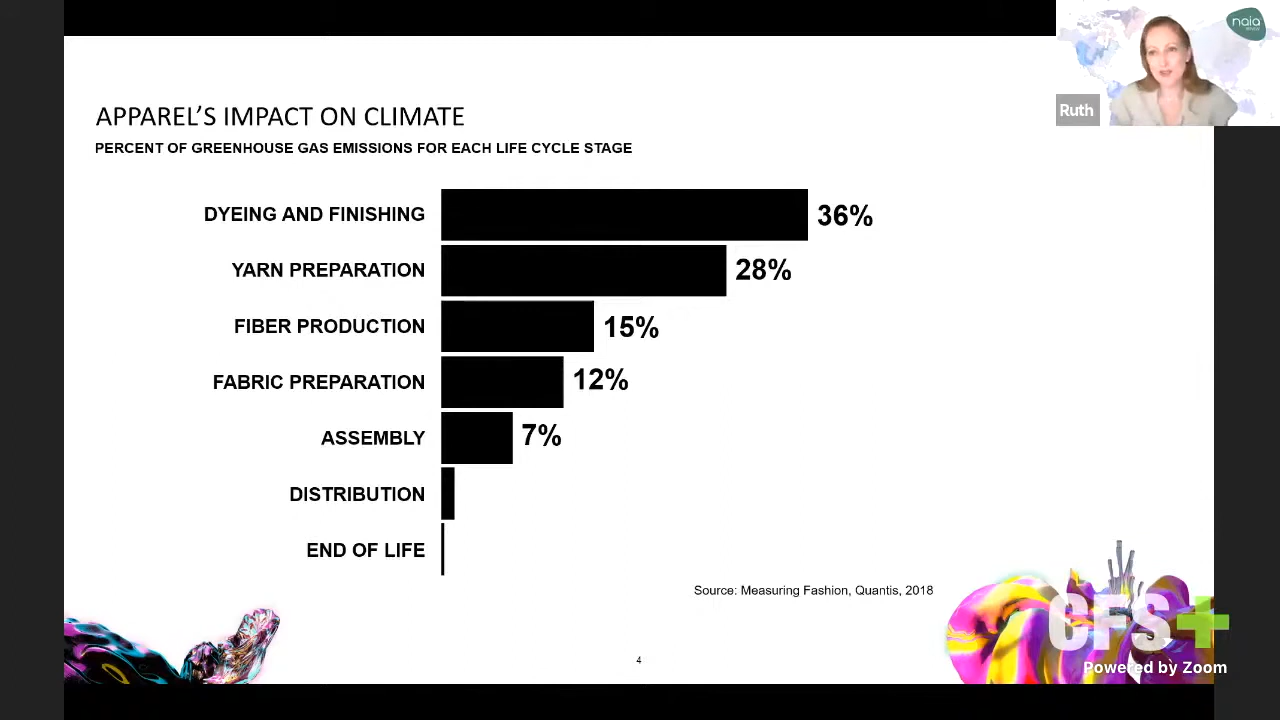 naia
Ruth
APPAREL’S IMPACT ON CLIMATE
PERCENT OF GREENHOUSE GAS EMISSIONS FOR EACH LIFE CYCLE STAGE
DYEING AND FINISHING 36%
YARN PREPARATION 28%
FIBER PRODUCTION 15%
FABRIC PREPARATION 12%
ASSEMBLY 7%
DISTRIBUTION
END OF LIFE
Source: Measuring Fashion, Quantis, 2018
CFS+
Powered by Zoom
4